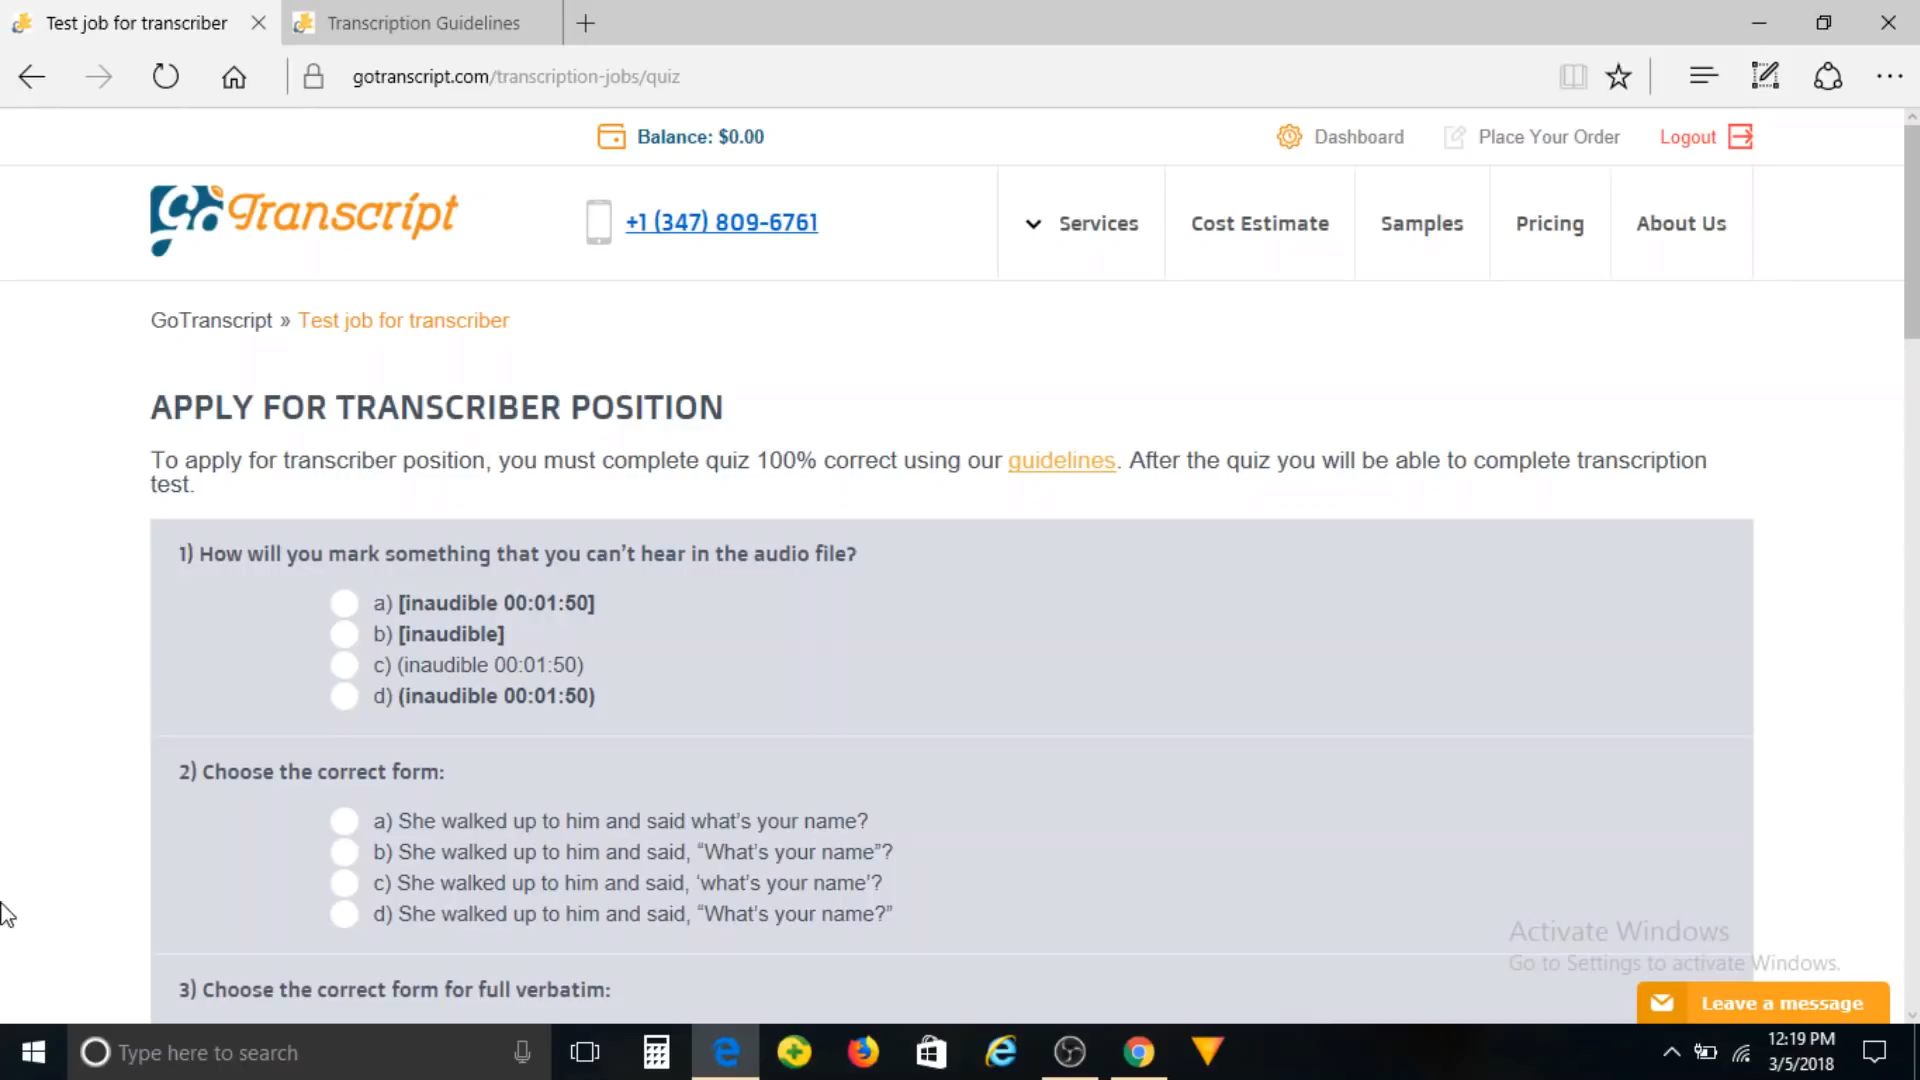 Test job for transcriber
Transcription Guidelines
gotranscript.com/transcription-jobs/quiz
Balance: $0.00
Dashboard
Place Your Order
Logout
GoTranscript
+1 (347) 809-6761
Services
Cost Estimate
Samples
Pricing
About Us
GoTranscript » Test job for transcriber
APPLY FOR TRANSCRIBER POSITION
To apply for transcriber position, you must complete quiz 100% correct using our guidelines. After the quiz you will be able to complete transcription
test.
1) How will you mark something that you can’t hear in the audio file?
a) [inaudible 00:01:50]
b) [inaudible]
c) (inaudible 00:01:50)
d) (inaudible 00:01:50)
2) Choose the correct form:
a) She walked up to him and said what’s your name?
b) She walked up to him and said, “What’s your name”?
c) She walked up to him and said, ‘what’s your name’?
d) She walked up to him and said, “What’s your name?”
3) Choose the correct form for full verbatim:
Activate Windows
Go to Settings to activate Windows.
Leave a message
Type here to search
12:19 PM
3/5/2018